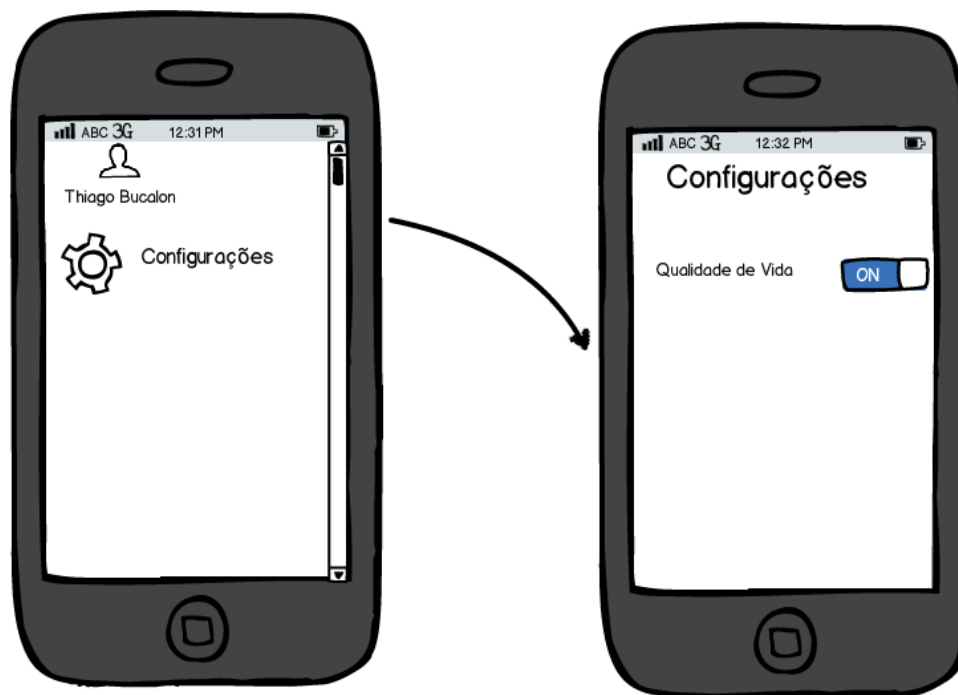 ABC 3G 12:31 PM
Thiago Bucalon
Configurações
ABC 3G 12:32 PM
Configurações
Qualidade de Vida ON